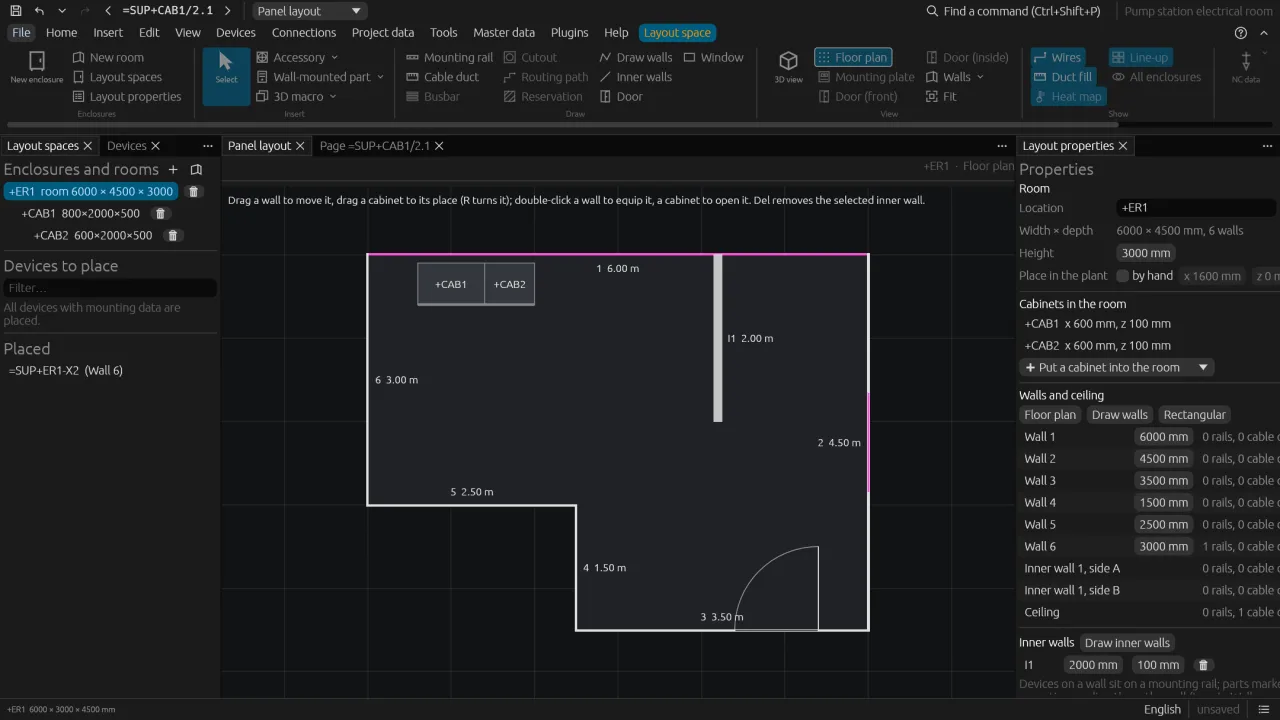 =SUP+CAB1/2.1
Panel layout
Find a command (Ctrl+Shift+P)
Pump station electrical room
File Home Insert Edit View Devices Connections Project data Tools Master data Plugins Help Layout space
New enclosure
New room
Layout spaces
Layout properties
Enclosures
Select
Accessory
Wall-mounted part
3D macro
Insert
Mounting rail
Cable duct
Busbar
Cutout
Routing path
Reservation
Draw walls
Inner walls
Door
Window
Draw
3D view
Floor plan
Mounting plate
Door (front)
Door (inside)
Walls
Fit
View
Wires
Duct fill
Heat map
Line-up
All enclosures
Show
NC data
Layout spaces
Devices
Enclosures and rooms
+ER1 room 6000 × 4500 × 3000
+CAB1 800×2000×500
+CAB2 600×2000×500
Devices to place
Filter...
All devices with mounting data are
placed.
Placed
=SUP+ER1-X2 (Wall 6)
Panel layout
Page =SUP+CAB1/2.1
+ER1 · Floor plan
Drag a wall to move it, drag a cabinet to its place (R turns it); double-click a wall to equip it, a cabinet to open it. Del removes the selected inner wall.
1 6.00 m
+CAB1
+CAB2
I1 2.00 m
6 3.00 m
2 4.50 m
5 2.50 m
4 1.50 m
3 3.50 m
Layout properties
Properties
Room
Location +ER1
Width × depth 6000 × 4500 mm, 6 walls
Height 3000 mm
Place in the plant by hand x 1600 mm z 0 m
Cabinets in the room
+CAB1 x 600 mm, z 100 mm
+CAB2 x 600 mm, z 100 mm
Put a cabinet into the room
Walls and ceiling
Floor plan Draw walls Rectangular
Wall 1 6000 mm 0 rails, 0 cable
Wall 2 4500 mm 0 rails, 0 cable
Wall 3 3500 mm 0 rails, 0 cable
Wall 4 1500 mm 0 rails, 0 cable
Wall 5 2500 mm 0 rails, 0 cable
Wall 6 3000 mm 1 rails, 0 cable
Inner wall 1, side A 0 rails, 0 cable
Inner wall 1, side B 0 rails, 0 cable
Ceiling 0 rails, 1 cable
Inner walls Draw inner walls
I1 2000 mm 100 mm
Devices on a wall sit on a mounting rail; parts marke
+ER1 6000 × 3000 × 4500 mm
English
unsaved